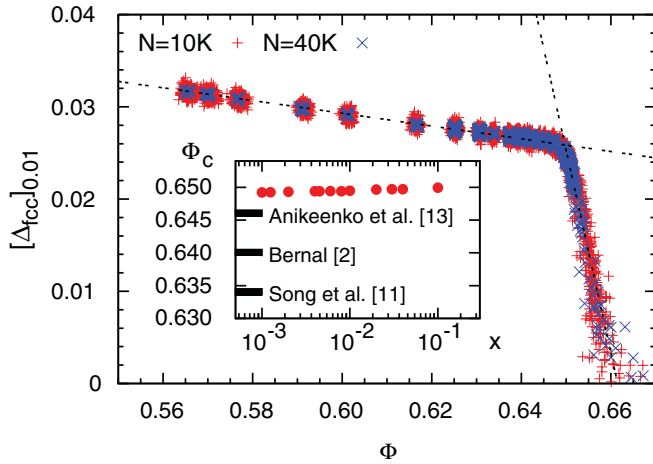 N=10K + N=40K ×
0.04
0.03
0.02
0.01
0
[Δfcc]0.01
Φc
0.650
0.645
0.640
0.635
0.630
Anikeenko et al. [13]
Bernal [2]
Song et al. [11]
10-3 10-2 10-1 x
0.56 0.58 0.60 0.62 0.64 0.66
Φ